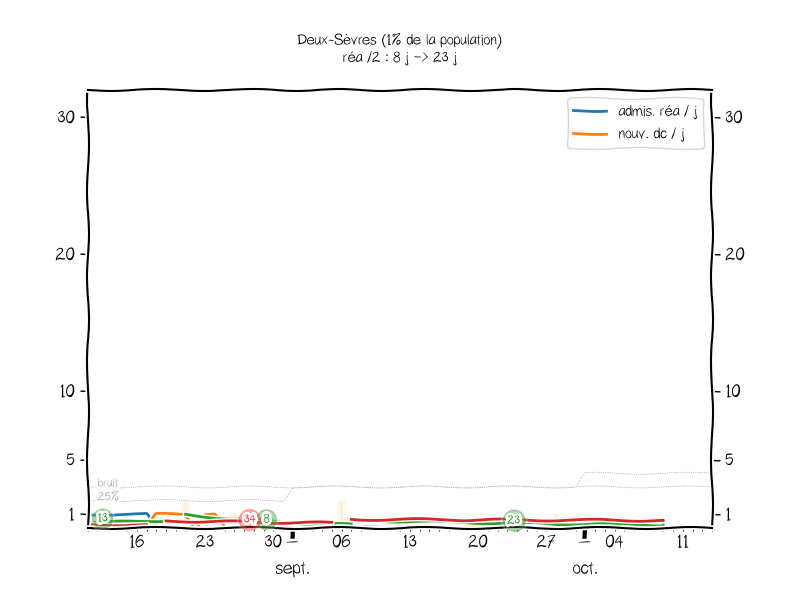 Deux-Sèvres (1% de la population)
réa /2 : 8 j -> 23 j
admis. réa / j
nouv. dc / j
30
30
20
20
10
10
5
5
bruit
25%
1
1
13
34
8
23
16 23 30 06 13 20 27 04 11
sept. oct.